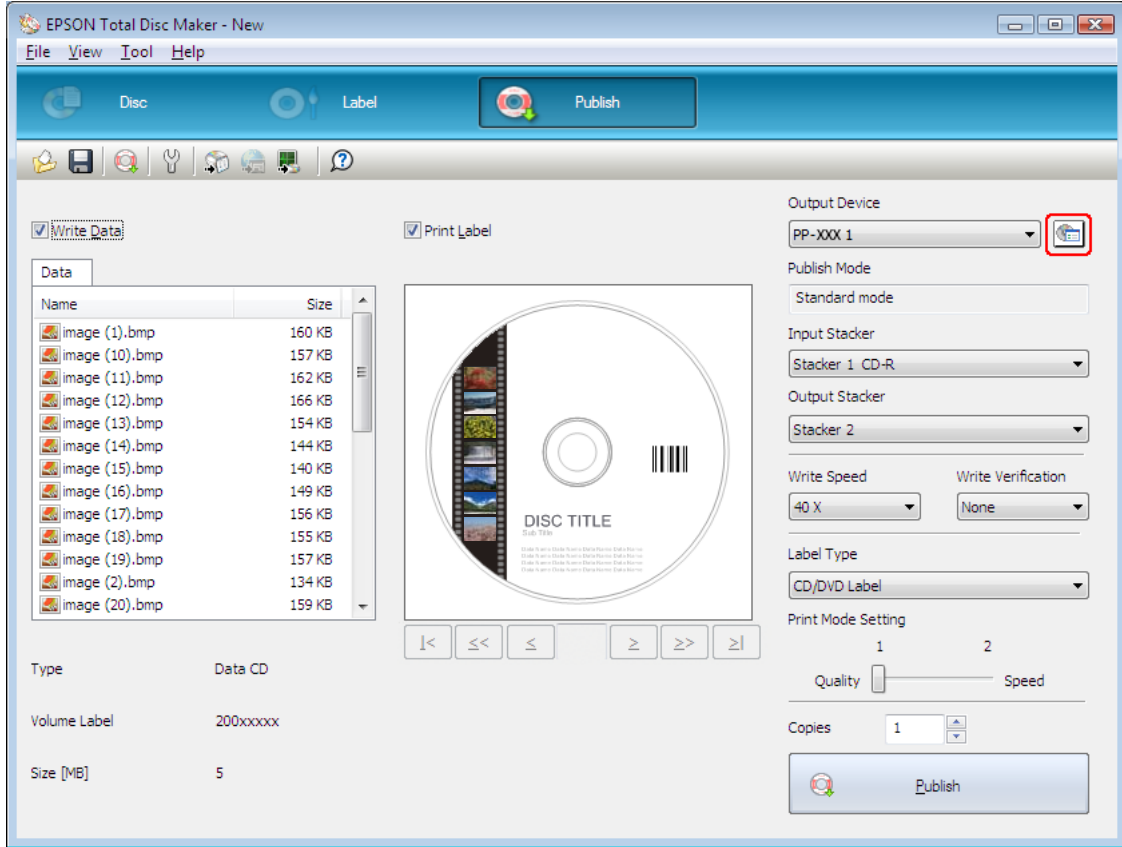 EPSON Total Disc Maker - New
File View Tool Help
Disc Label Publish
Write Data
Print Label
Output Device
PP-XXX 1
Publish Mode
Standard mode
Input Stacker
Stacker 1 CD-R
Output Stacker
Stacker 2
Write Speed Write Verification
40 X None
Label Type
CD/DVD Label
Print Mode Setting
1 2
Quality Speed
Copies 1
Publish
Data
Name Size
image (1).bmp 160 KB
image (10).bmp 157 KB
image (11).bmp 162 KB
image (12).bmp 166 KB
image (13).bmp 154 KB
image (14).bmp 144 KB
image (15).bmp 140 KB
image (16).bmp 149 KB
image (17).bmp 156 KB
image (18).bmp 155 KB
image (19).bmp 157 KB
image (2).bmp 134 KB
image (20).bmp 159 KB
DISC TITLE
Sub Title
Type Data CD
Volume Label 200xxxxx
Size [MB] 5